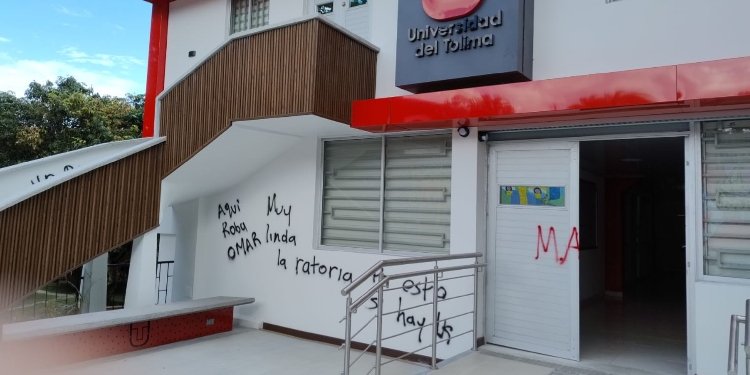 Universidad
del Tolima
Aqui
Roba
OMAR
Muy
linda
la ratoria
esto
hay
MA